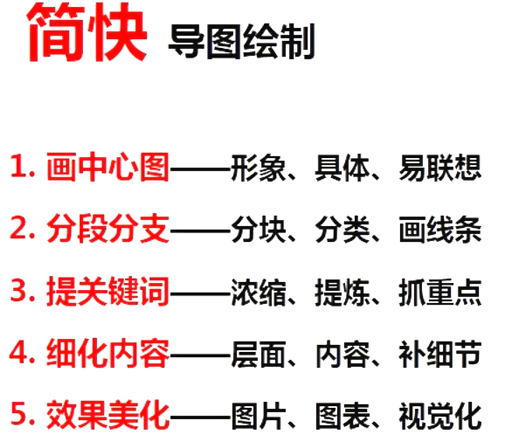 简快 导图绘制
1. 画中心图——形象、具体、易联想
2. 分段分支——分块、分类、画线条
3. 提关键词——浓缩、提炼、抓重点
4. 细化内容——层面、内容、补细节
5. 效果美化——图片、图表、视觉化